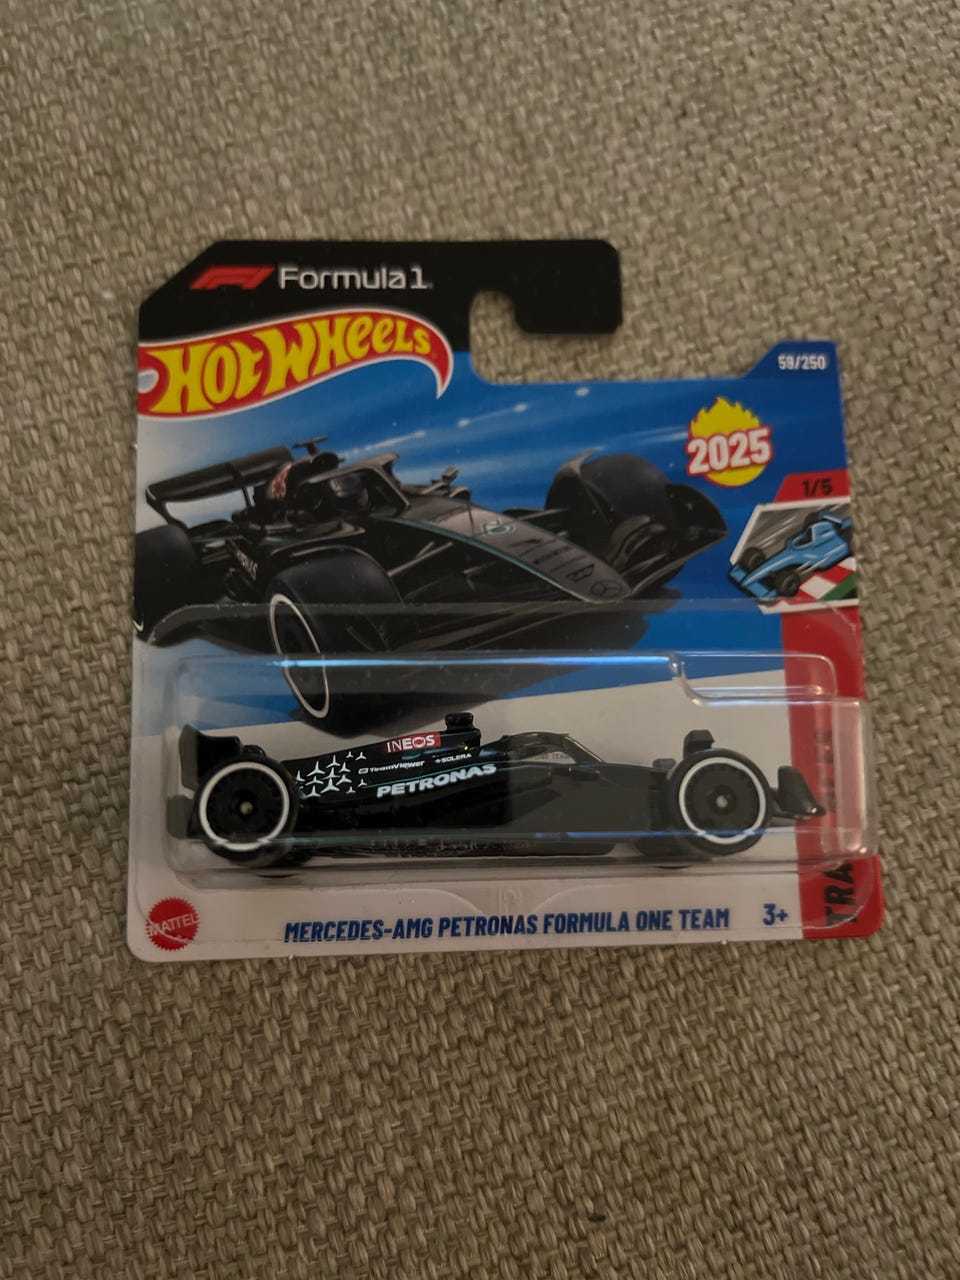 Formula 1
HOT WHEELS
59/250
2025
1/5
INEOS
TeamViewer
SOLERA
PETRONAS
MATTEL
MERCEDES-AMG PETRONAS FORMULA ONE TEAM
3+